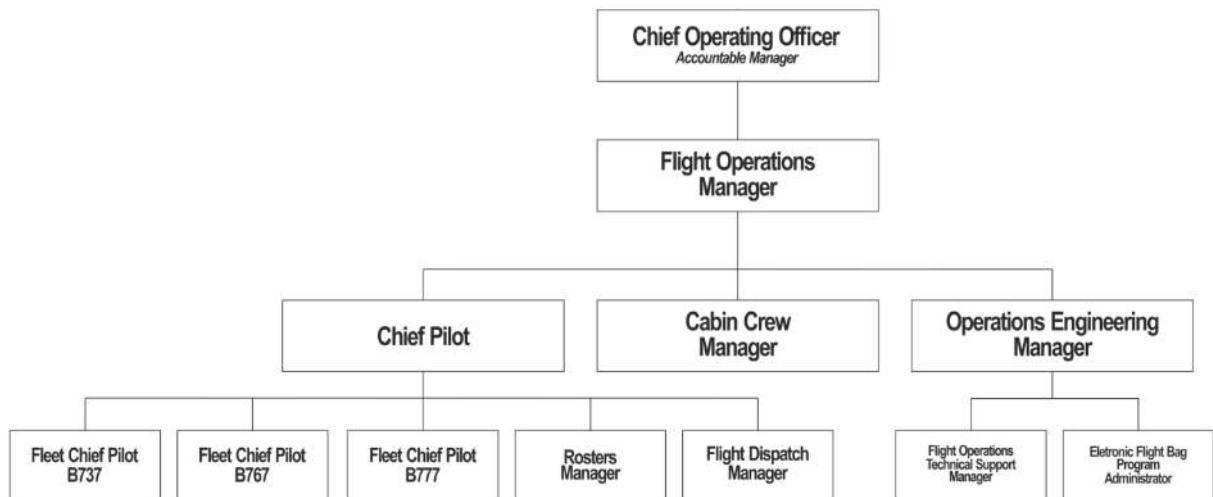 Chief Operating Officer
Accountable Manager
Flight Operations
Manager
Chief Pilot
Cabin Crew
Manager
Operations Engineering
Manager
Fleet Chief Pilot
B737
Fleet Chief Pilot
B767
Fleet Chief Pilot
B777
Rosters
Manager
Flight Dispatch
Manager
Flight Operations
Technical Support
Manager
Eletronic Flight Bag
Program
Administrator